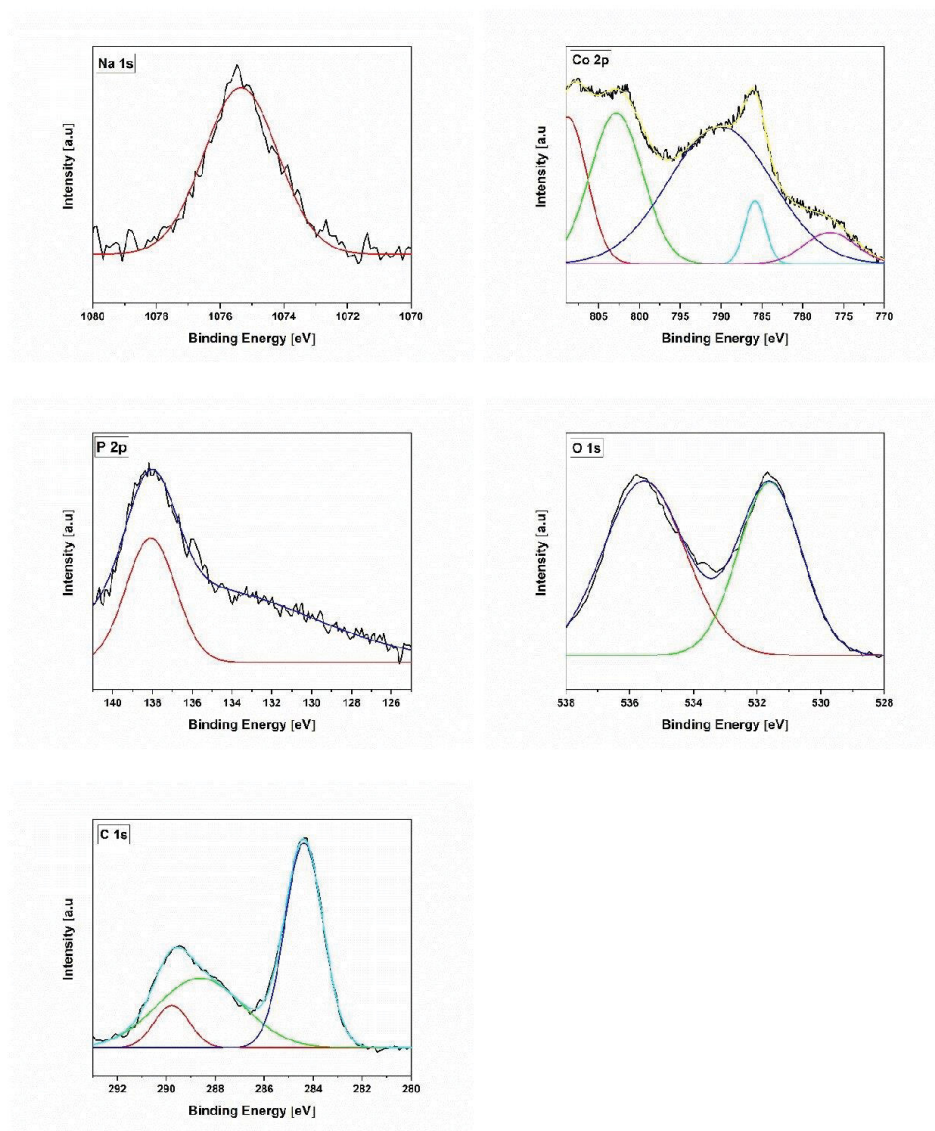 Na 1s
Intensity [a.u]
1080 1078 1076 1074 1072 1070
Binding Energy [eV]
Co 2p
Intensity [a.u
805 800 795 790 785 780 775 770
Binding Energy [eV]
P 2p
Intensity [a.u]
140 138 136 134 132 130 128 126
Binding Energy [eV]
O 1s
Intensity [a.u]
538 536 534 532 530 528
Binding Energy [eV]
C 1s
Intensity [a.u
292 290 288 286 284 282 280
Binding Energy [eV]